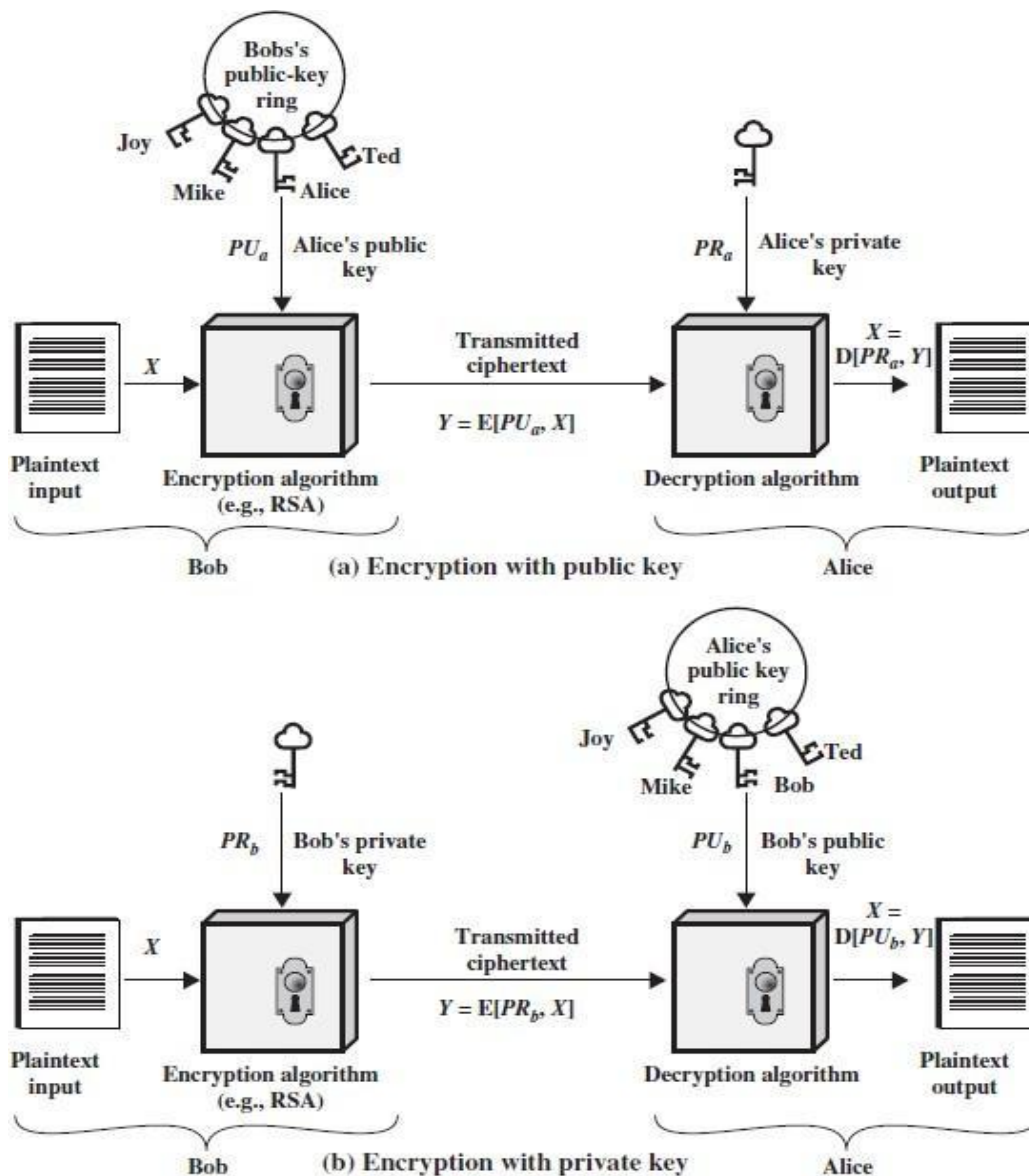 Bobs's
public-key
ring
Joy
Ted
Mike
Alice
PUa
Alice's public
key
PRa
Alice's private
key
X
Transmitted
ciphertext
X =
D[PRa, Y]
Y = E[PUa, X]
Plaintext
input
Encryption algorithm
(e.g., RSA)
Decryption algorithm
Plaintext
output
Bob
(a) Encryption with public key
Alice
Alice's
public key
ring
Joy
Ted
Mike
Bob
PRb
Bob's private
key
PUb
Bob's public
key
X
Transmitted
ciphertext
X =
D[PUb, Y]
Y = E[PRb, X]
Plaintext
input
Encryption algorithm
(e.g., RSA)
Decryption algorithm
Plaintext
output
Bob
(b) Encryption with private key
Alice